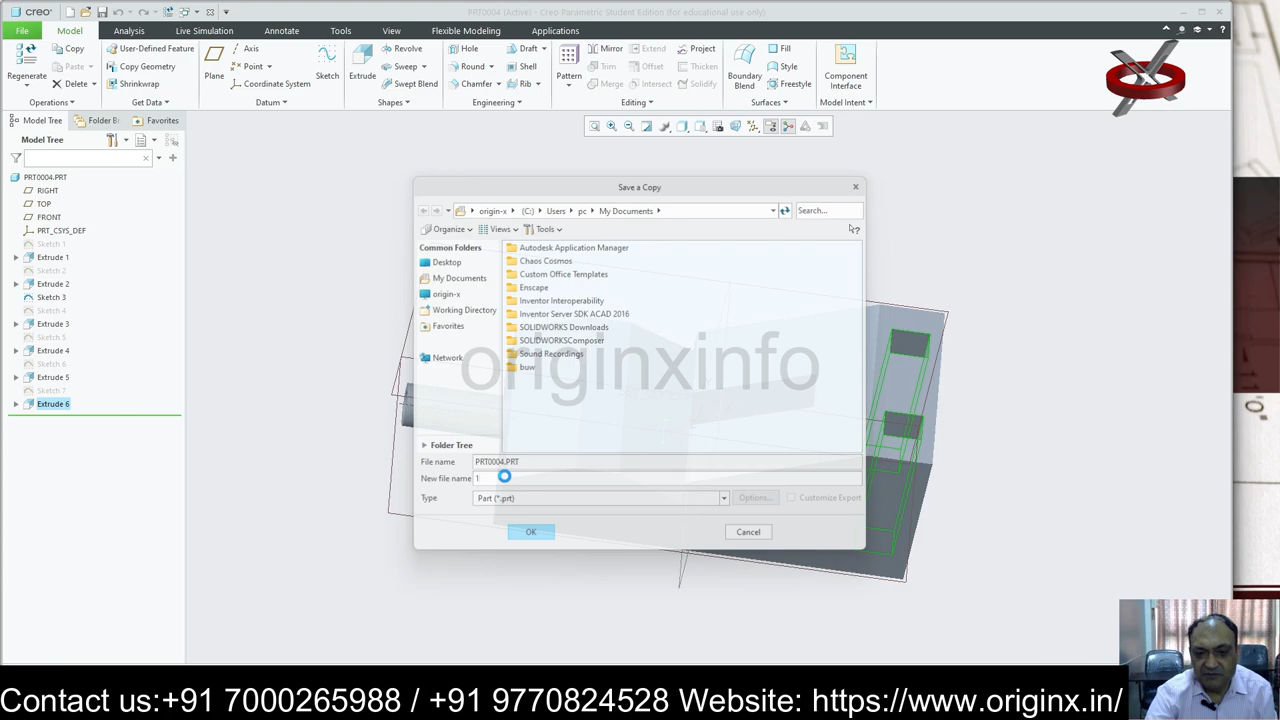 creo
PRT0004 (Active) - Creo Parametric Student Edition (for educational use only)
File Model Analysis Live Simulation Tools Annotate View Flexible Modeling Applications
Regenerate
Copy
Paste
Delete
Operations
User-Defined Feature
Copy Geometry
Shrinkwrap
Get Data
Plane
Axis
Point
Coordinate System
Sketch
Datum
Extrude
Revolve
Sweep
Swept Blend
Shapes
Hole
Round
Chamfer
Draft
Shell
Rib
Engineering
Pattern
Mirror
Trim
Merge
Extend
Offset
Intersect
Project
Thicken
Solidify
Editing
Boundary
Blend
Fill
Style
Freestyle
Surfaces
Component
Interface
Model Intent
Model Tree
Folder B
Favorites
Model Tree
PRT0004.PRT
RIGHT
TOP
FRONT
PRT_CSYS_DEF
Sketch 1
Extrude 1
Sketch 2
Extrude 2
Sketch 3
Extrude 3
Sketch 5
Extrude 4
Sketch 6
Extrude 5
Sketch 7
Extrude 6
Save a Copy
origin-x (C:) Users pc My Documents
Search...
Organize Views Tools
Common Folders
Desktop
My Documents
origin-x
Working Directory
Favorites
Network
Autodesk Application Manager
Chaos Cosmos
Custom Office Templates
Enscape
Inventor Interoperability
Inventor Server SDK ACAD 2016
SOLIDWORKS Downloads
SOLIDWORKSComposer
Sound Recordings
buw
originxinfo
Folder Tree
File name PRT0004.PRT
New file name 1
Type Part (*.prt) Options... Customize Export
OK Cancel
Contact us:+91 7000265988 / +91 9770824528 Website: https://www.originx.in/